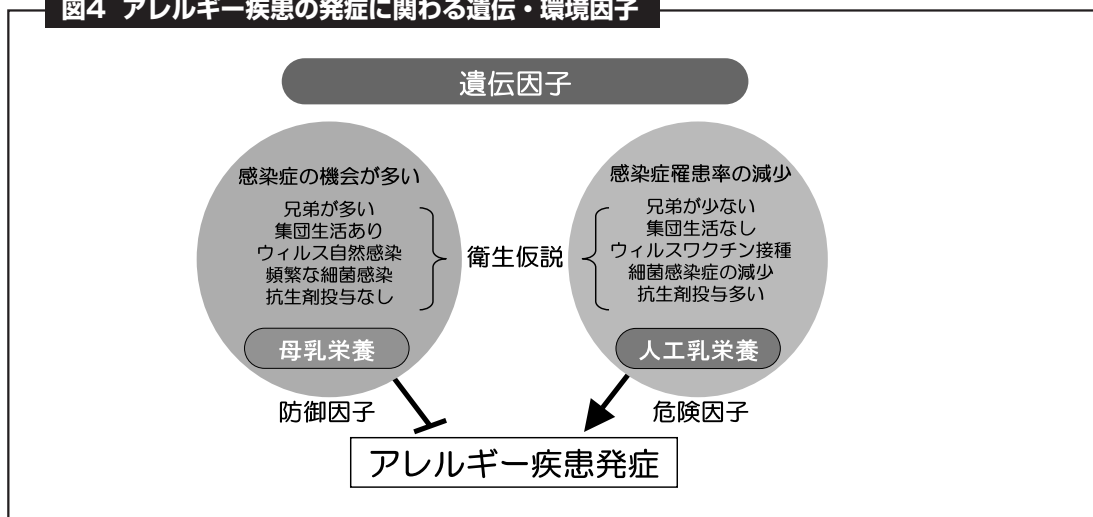 図4 アレルギー疾患の発症に関わる遺伝・環境因子
遺伝因子
感染症の機会が多い
兄弟が多い
集団生活あり
ウィルス自然感染
頻繁な細菌感染
抗生剤投与なし
母乳栄養
防御因子
衛生仮説
感染症罹患率の減少
兄弟が少ない
集団生活なし
ウィルスワクチン接種
細菌感染症の減少
抗生剤投与多い
人工乳栄養
危険因子
アレルギー疾患発症